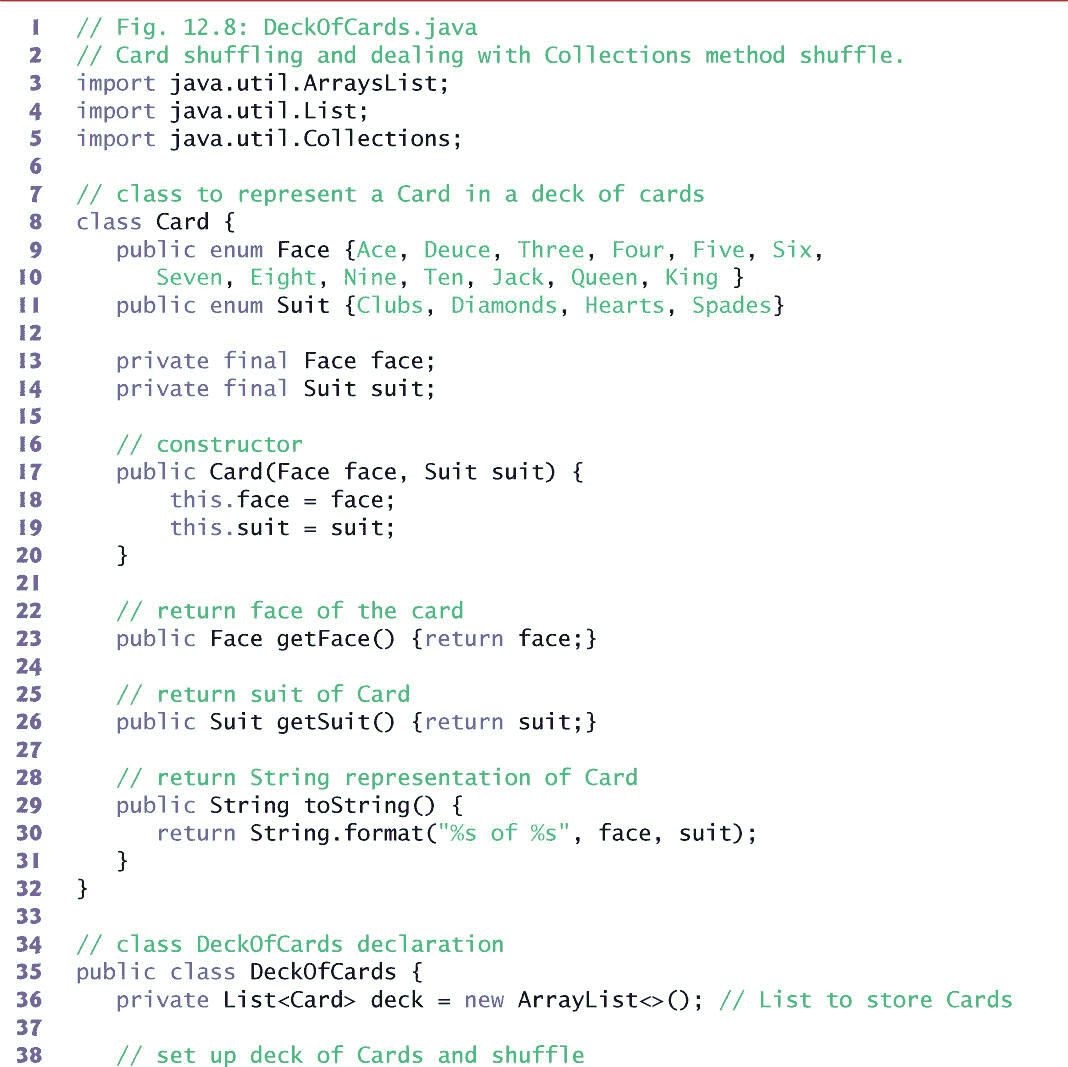 1 // Fig. 12.8: DeckOfCards.java
2 // Card shuffling and dealing with Collections method shuffle.
3 import java.util.ArraysList;
4 import java.util.List;
5 import java.util.Collections;
6
7 // class to represent a Card in a deck of cards
8 class Card {
9    public enum Face {Ace, Deuce, Three, Four, Five, Six,
10       Seven, Eight, Nine, Ten, Jack, Queen, King }
11    public enum Suit {Clubs, Diamonds, Hearts, Spades}
12
13    private final Face face;
14    private final Suit suit;
15
16    // constructor
17    public Card(Face face, Suit suit) {
18        this.face = face;
19        this.suit = suit;
20    }
21
22    // return face of the card
23    public Face getFace() {return face;}
24
25    // return suit of Card
26    public Suit getSuit() {return suit;}
27
28    // return String representation of Card
29    public String toString() {
30       return String.format("%s of %s", face, suit);
31    }
32 }
33
34 // class DeckOfCards declaration
35 public class DeckOfCards {
36    private List<Card> deck = new ArrayList<>(); // List to store Cards
37
38    // set up deck of Cards and shuffle